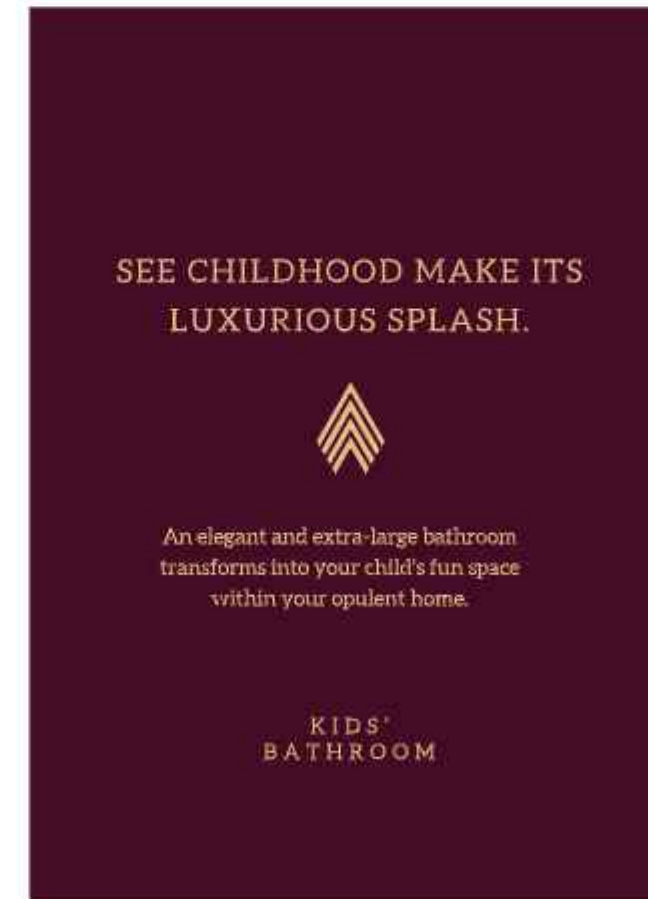 SEE CHILDHOOD MAKE ITS
LUXURIOUS SPLASH.
An elegant and extra-large bathroom
transforms into your child's fun space
within your opulent home.
KIDS'
BATHROOM